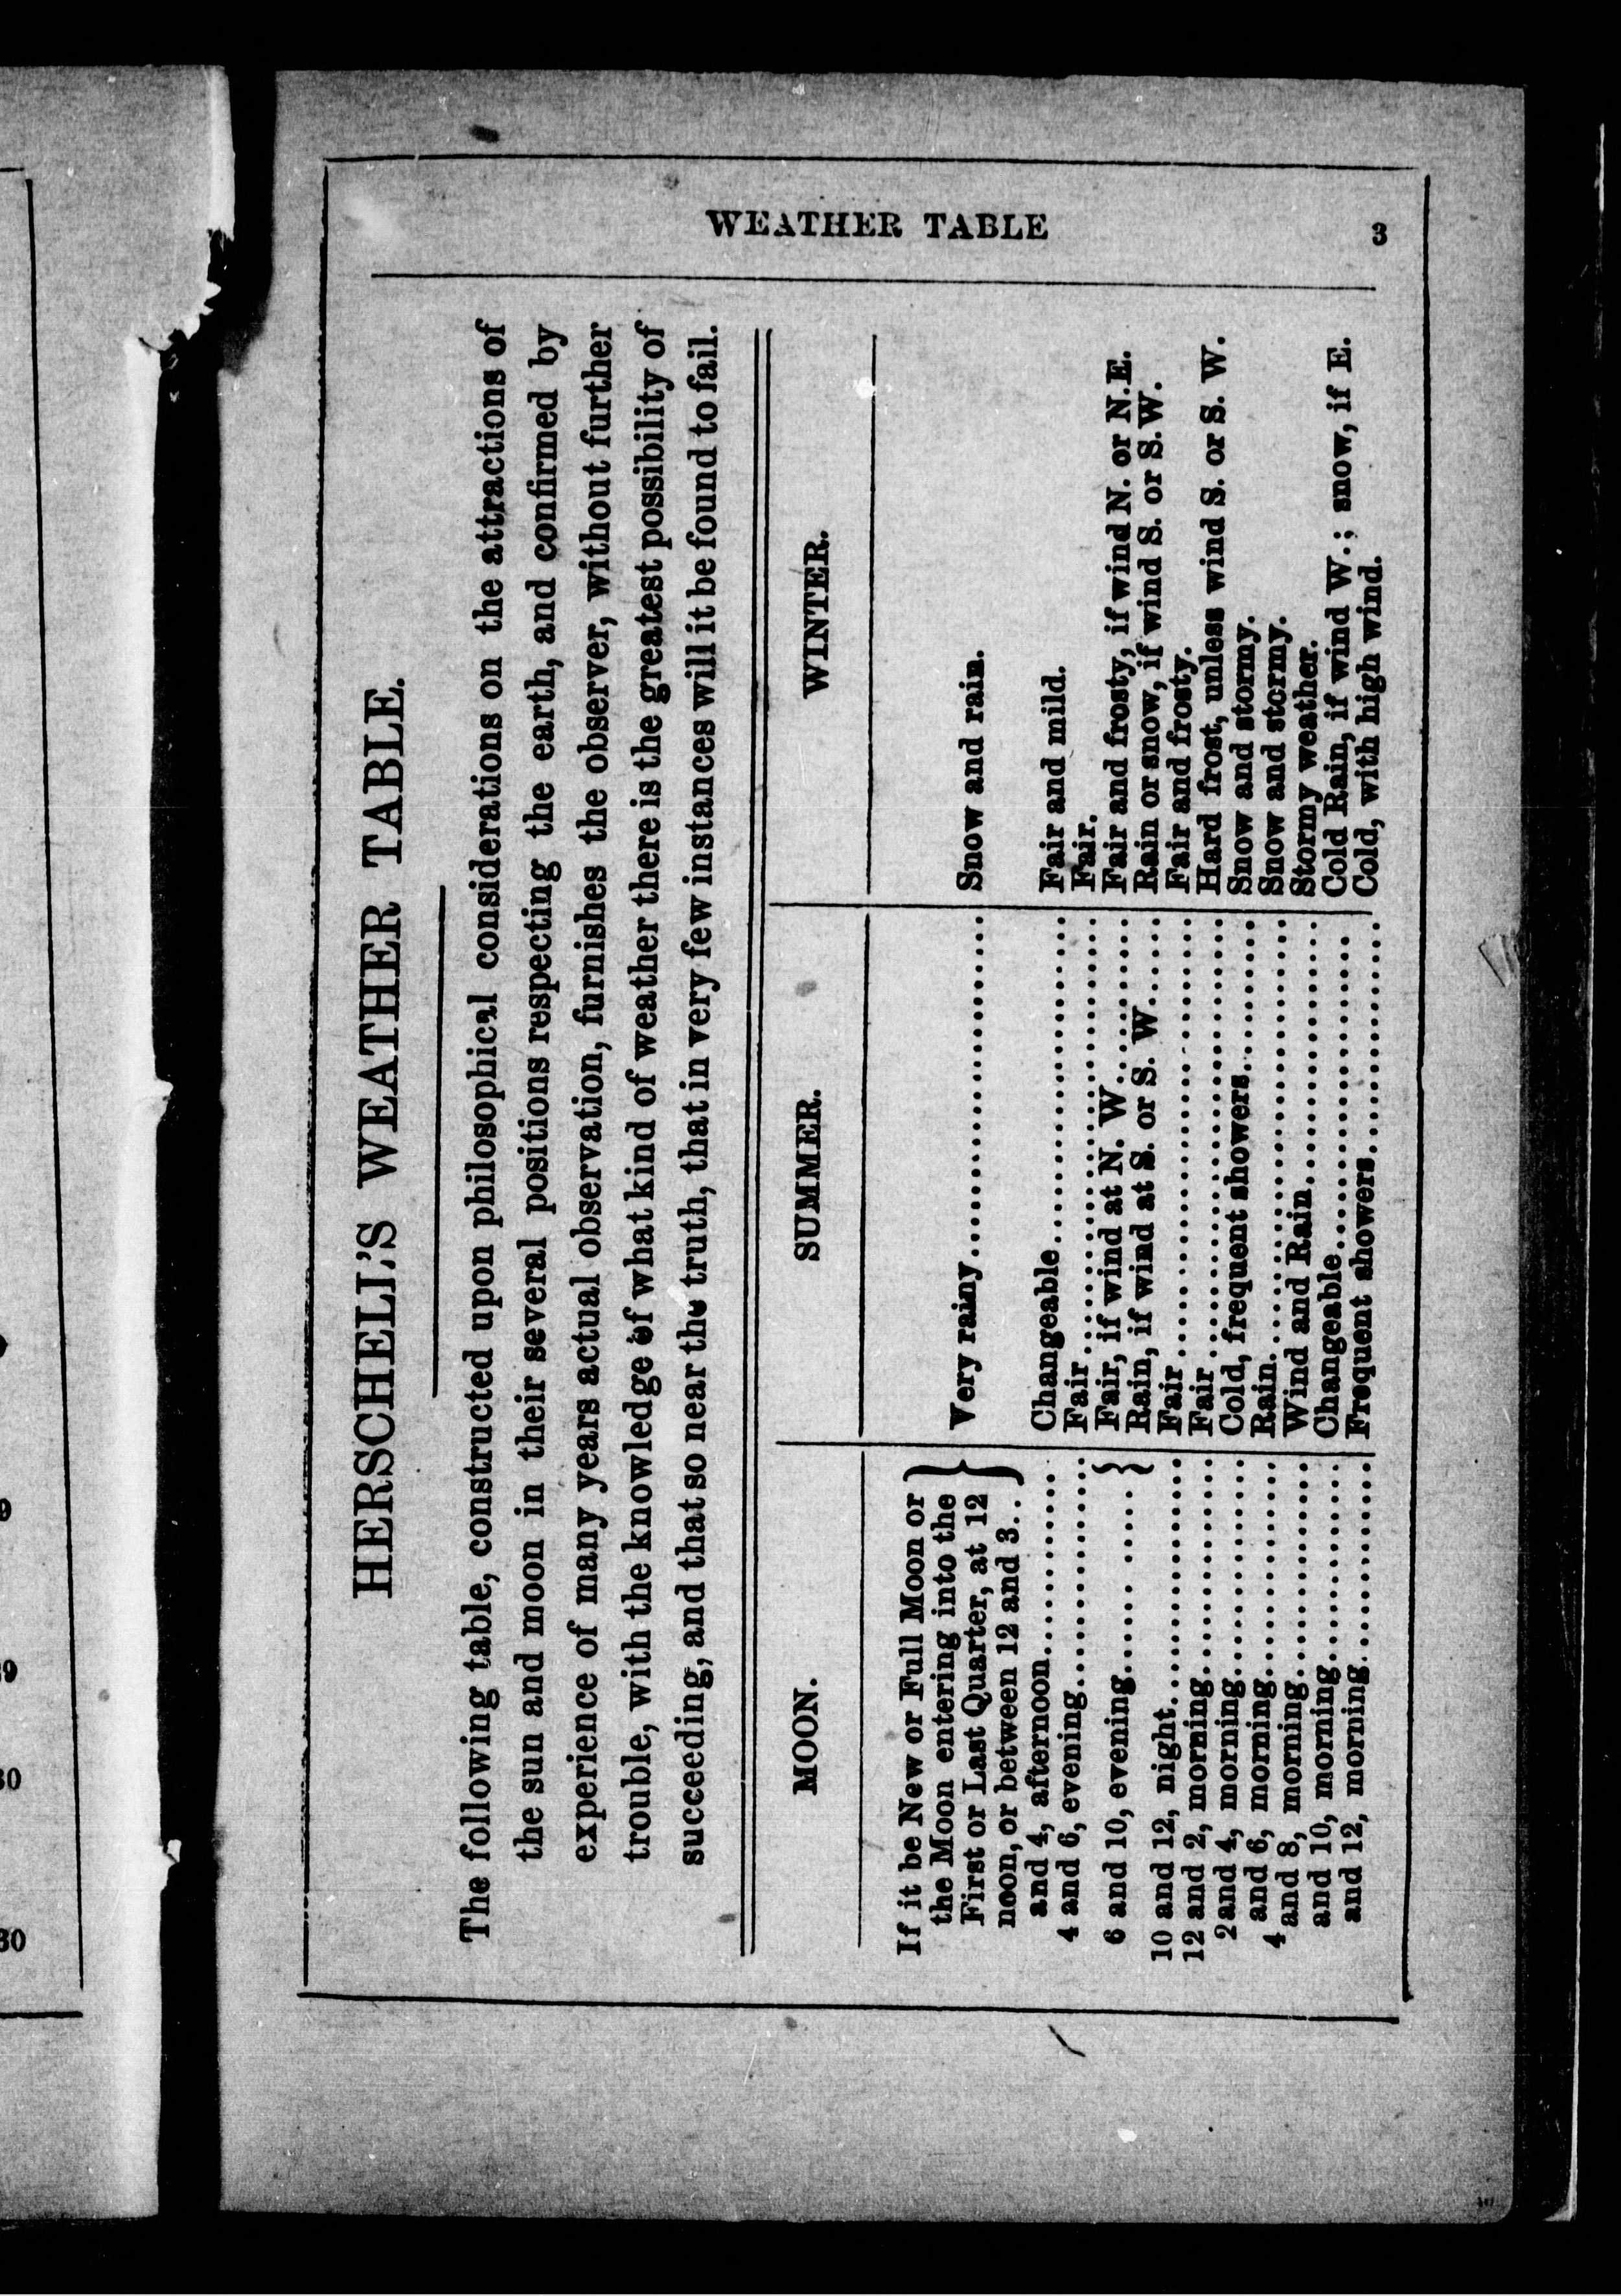 WEATHER TABLE 3
HERSCHELL'S WEATHER TABLE.
The following table, constructed upon philosophical considerations on the attractions of
the sun and moon in their several positions respecting the earth, and confirmed by
experience of many years actual observation, furnishes the observer, without further
trouble, with the knowledge of what kind of weather there is the greatest possibility of
succeeding, and that so near the truth, that in very few instances will it be found to fail.
MOON. SUMMER. WINTER.
If it be New or Full Moon or
the Moon entering into the
First or Last Quarter, at 12 Very rainy Snow and rain.
noon, or between 12 and 3..
and 4, afternoon Changeable Fair and mild.
4 and 6, evening Fair Fair.
6 and 10, evening Fair, if wind at N. W. Fair and frosty, if wind N. or N.E.
Rain, if wind at S. or S. W. Rain or snow, if wind S. or S.W.
10 and 12, night Fair Fair and frosty.
12 and 2, morning Fair Hard frost, unless wind S. or S. W.
2 and 4, morning Cold, frequent showers Snow and stormy.
4 and 6, morning Rain Snow and stormy.
and 8, morning Wind and Rain Stormy weather.
and 10, morning Changeable Cold Rain, if wind W.; snow, if E.
and 12, morning Frequent showers Cold, with high wind.
30
30